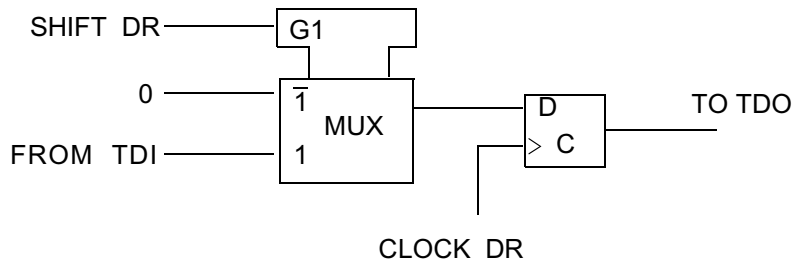 SHIFT DR
G1
0
1̅
MUX
FROM TDI
1
D
C
TO TDO
CLOCK DR